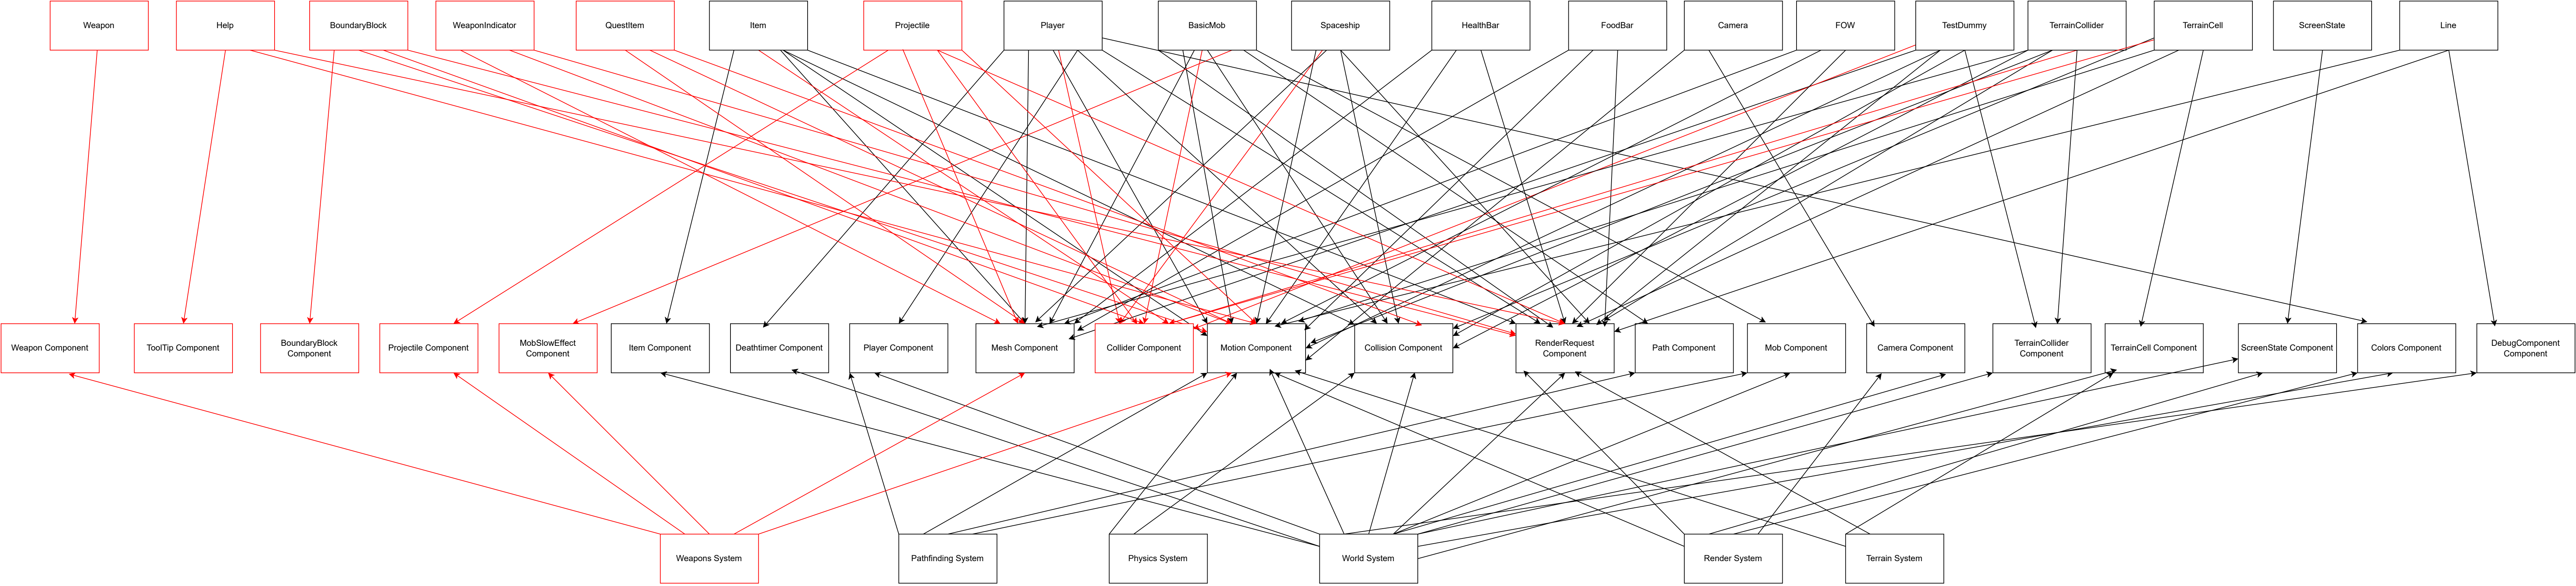 Weapon
Help
BoundaryBlock
WeaponIndicator
QuestItem
Item
Projectile
Player
BasicMob
Spaceship
HealthBar
FoodBar
Camera
FOW
TestDummy
TerrainCollider
TerrainCell
ScreenState
Line
Weapon Component
ToolTip Component
BoundaryBlock
Component
Projectile Component
MobSlowEffect
Component
Item Component
Deathtimer Component
Player Component
Mesh Component
Collider Component
Motion Component
Collision Component
RenderRequest
Component
Path Component
Mob Component
Camera Component
TerrainCollider
Component
TerrainCell Component
ScreenState Component
Colors Component
DebugComponent
Component
Weapons System
Pathfinding System
Physics System
World System
Render System
Terrain System